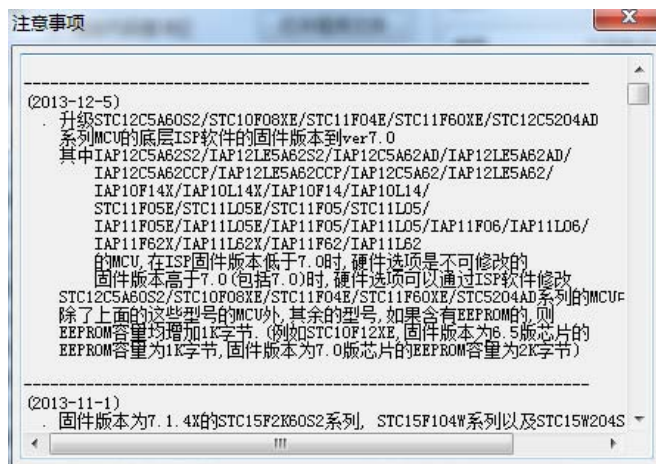 注意事项
(2013-12-5)
. 升级STC12C5A60S2/STC10F08XE/STC11F04E/STC11F60XE/STC12C5204AD
系列MCU的底层ISP软件的固件版本到ver7.0
其中IAP12C5A62S2/IAP12LE5A62S2/IAP12C5A62AD/IAP12LE5A62AD/
IAP12C5A62CCP/IAP12LE5A62CCP/IAP12C5A62/IAP12LE5A62/
IAP10F14X/IAP10L14X/IAP10F14/IAP10L14/
STC11F05E/STC11L05E/STC11F05/STC11L05/
IAP11F05E/IAP11L05E/IAP11F05/IAP11L05/IAP11F06/IAP11L06/
IAP11F62X/IAP11L62X/IAP11F62/IAP11L62
的MCU,在ISP固件版本低于7.0时,硬件选项是不可修改的
固件版本高于7.0(包括7.0)时,硬件选项可以通过ISP软件修改
STC12C5A60S2/STC10F08XE/STC11F04E/STC11F60XE/STC5204AD系列的MCU
除了上面的这些型号的MCU外,其余的型号,如果含有EEPROM的,则
EEPROM容量均增加1K字节.(例如STC10F12XE,固件版本为6.5版芯片的
EEPROM容量为1K字节,固件版本为7.0版芯片的EEPROM容量为2K字节)
(2013-11-1)
. 固件版本为7.1.4X的STC15F2K60S2系列, STC15F104W系列以及STC15W204S